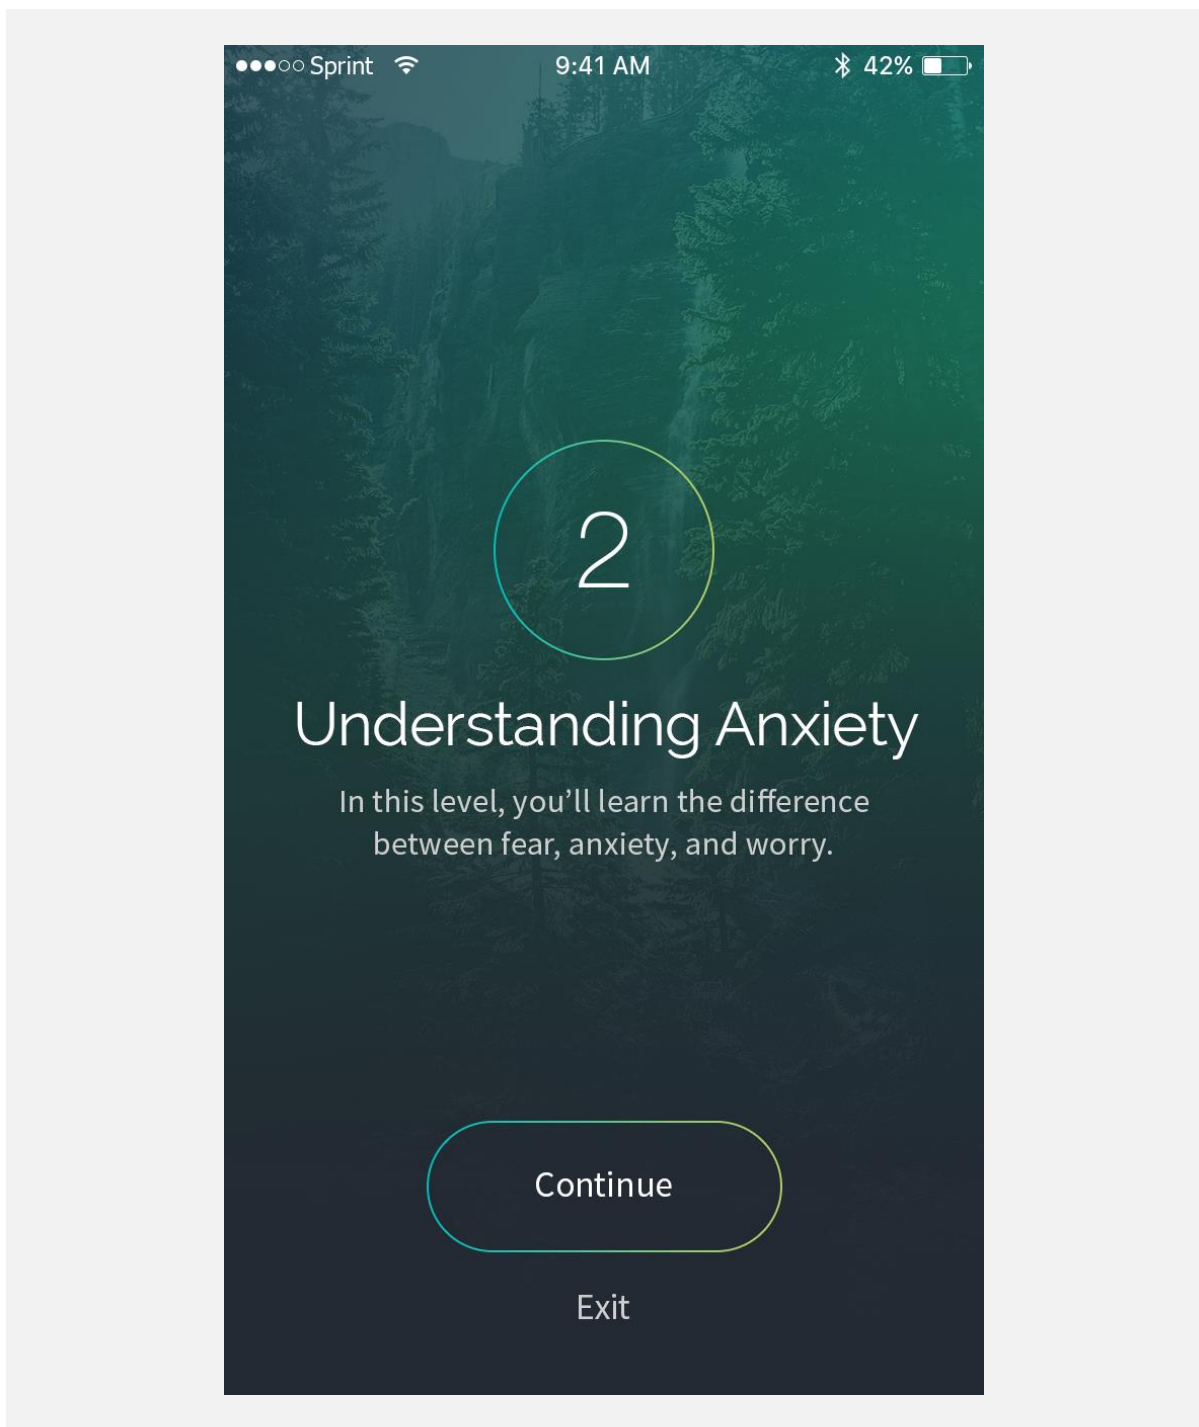 Sprint 9:41 AM 42%
2
Understanding Anxiety
In this level, you’ll learn the difference
between fear, anxiety, and worry.
Continue
Exit